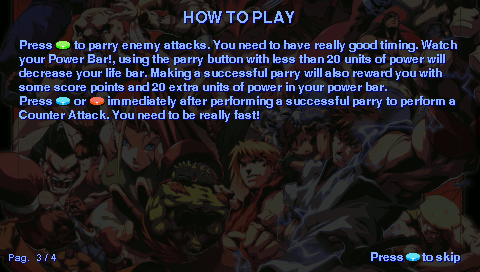 HOW TO PLAY
Press to parry enemy attacks. You need to have really good timing. Watch
your Power Bar!, using the parry button with less than 20 units of power will
decrease your life bar. Making a successful parry will also reward you with
some score points and 20 extra units of power in your power bar.
Press or immediately after performing a successful parry to perform a
Counter Attack. You need to be really fast!
Pag. 3 / 4
Press to skip